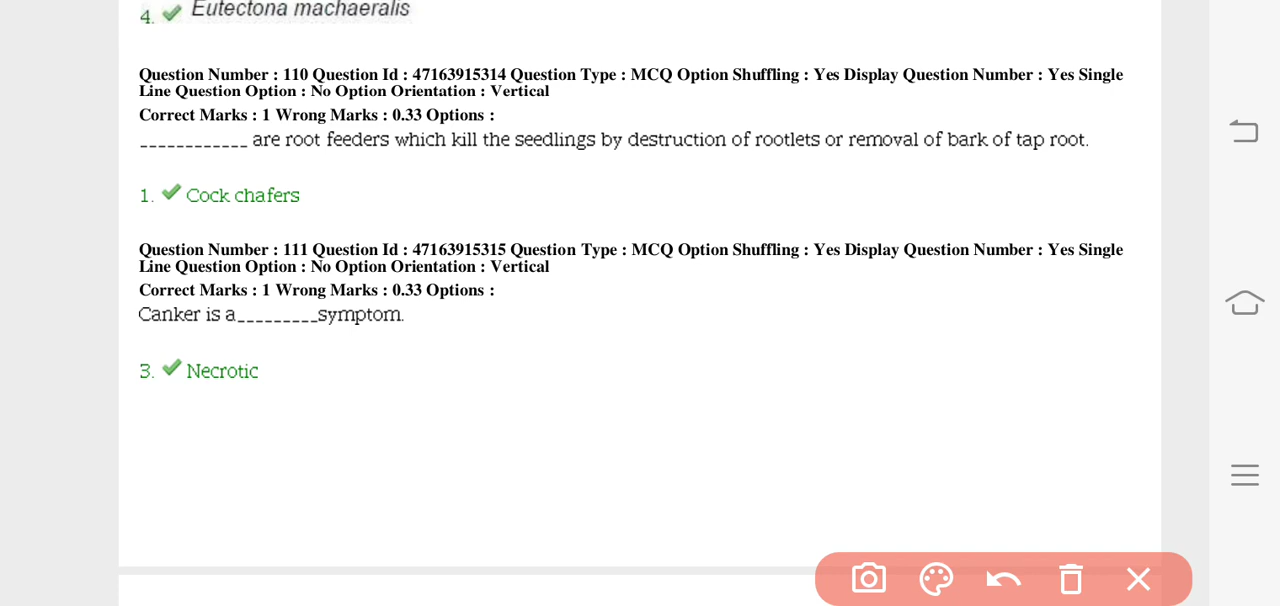 4. Eutectona machaeralis
Question Number : 110 Question Id : 47163915314 Question Type : MCQ Option Shuffling : Yes Display Question Number : Yes Single
Line Question Option : No Option Orientation : Vertical
Correct Marks : 1 Wrong Marks : 0.33 Options :
____________ are root feeders which kill the seedlings by destruction of rootlets or removal of bark of tap root.
1. Cock chafers
Question Number : 111 Question Id : 47163915315 Question Type : MCQ Option Shuffling : Yes Display Question Number : Yes Single
Line Question Option : No Option Orientation : Vertical
Correct Marks : 1 Wrong Marks : 0.33 Options :
Canker is a_________symptom.
3. Necrotic